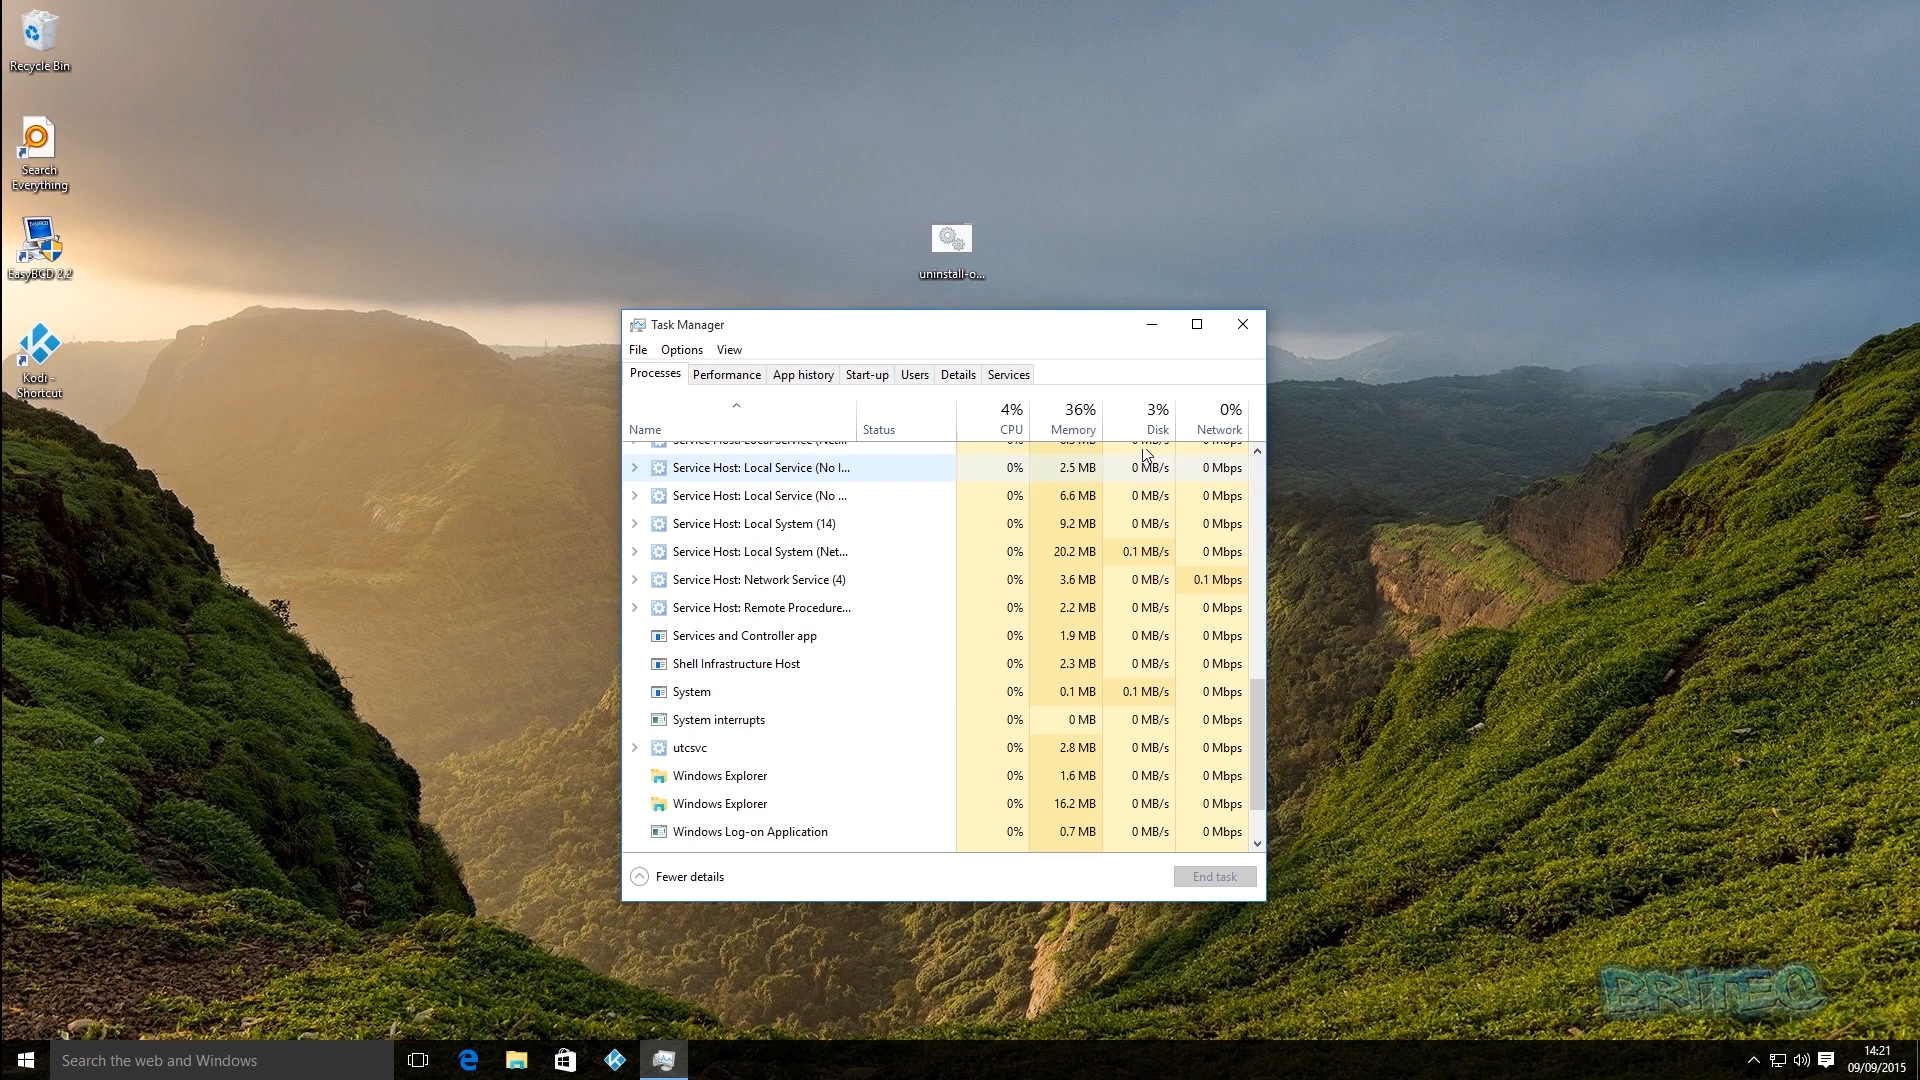 Recycle Bin
Search
Everything
EasyBCD 2.2
Kodi -
Shortcut
uninstall-o...
Task Manager
File Options View
Processes Performance App history Start-up Users Details Services
4% 36% 3% 0%
Name Status CPU Memory Disk Network
Service Host: Local Service (Net...
Service Host: Local Service (No I... 0% 2.5 MB 0 MB/s 0 Mbps
Service Host: Local Service (No ... 0% 6.6 MB 0 MB/s 0 Mbps
Service Host: Local System (14) 0% 9.2 MB 0 MB/s 0 Mbps
Service Host: Local System (Net... 0% 20.2 MB 0.1 MB/s 0 Mbps
Service Host: Network Service (4) 0% 3.6 MB 0 MB/s 0.1 Mbps
Service Host: Remote Procedure... 0% 2.2 MB 0 MB/s 0 Mbps
Services and Controller app 0% 1.9 MB 0 MB/s 0 Mbps
Shell Infrastructure Host 0% 2.3 MB 0 MB/s 0 Mbps
System 0% 0.1 MB 0.1 MB/s 0 Mbps
System interrupts 0% 0 MB 0 MB/s 0 Mbps
utcsvc 0% 2.8 MB 0 MB/s 0 Mbps
Windows Explorer 0% 1.6 MB 0 MB/s 0 Mbps
Windows Explorer 0% 16.2 MB 0 MB/s 0 Mbps
Windows Log-on Application 0% 0.7 MB 0 MB/s 0 Mbps
Fewer details End task
BRITEC
Search the web and Windows
14:21
09/09/2015